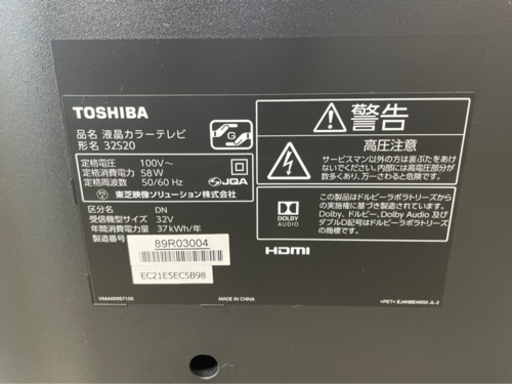 TOSHIBA
品名 液晶カラーテレビ
形名 32S20
G
定格電圧 100V～
定格消費電力 58W
定格周波数 50/60 Hz
JQA
東芝映像ソリューション株式会社
区分名 DN
受信機型サイズ 32V
年間消費電力量 37kWh/年
製造番号
89R03004
EC21E5EC5B98
MADE IN CHINA
警告
高圧注意
サービスマン以外の方は裏ぶたをあけ
ないでください。内部には高電圧部分が
数多くあり、万一さわると危険です。
DOLBY
AUDIO
この製品はドルビーラボラトリーズから
の実施権に基づき製造されています。
Dolby、ドルビー、Dolby Audio 及び
ダブルD記号はドルビーラボラトリーズ
の商標です。
HDMI